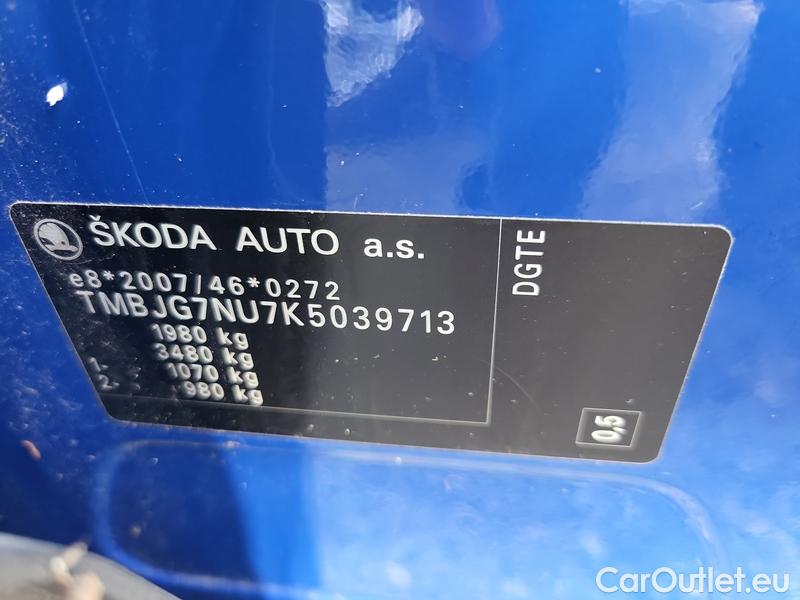 ŠKODA AUTO a.s.
e8*2007/46*0272
TMBJG7NU7K5039713
1980 kg
3480 kg
1. 1070 kg
2. 980 kg
DGTE
0,5
CarOutlet.eu